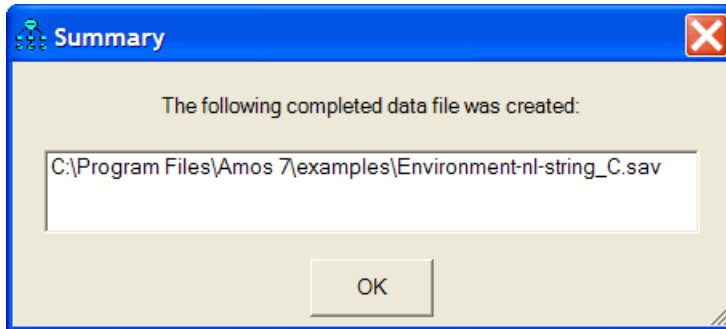 Summary
The following completed data file was created:
C:\Program Files\Amos 7\examples\Environment-nl-string_C.sav
OK